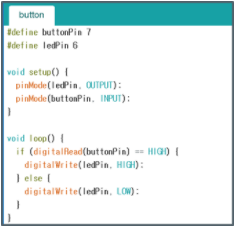 button
#define buttonPin 7
#define ledPin 6
void setup() {
pinMode(ledPin, OUTPUT);
pinMode(buttonPin, INPUT);
}
void loop() {
if (digitalRead(buttonPin) == HIGH) {
digitalWrite(ledPin, HIGH);
} else {
digitalWrite(ledPin, LOW);
}
}